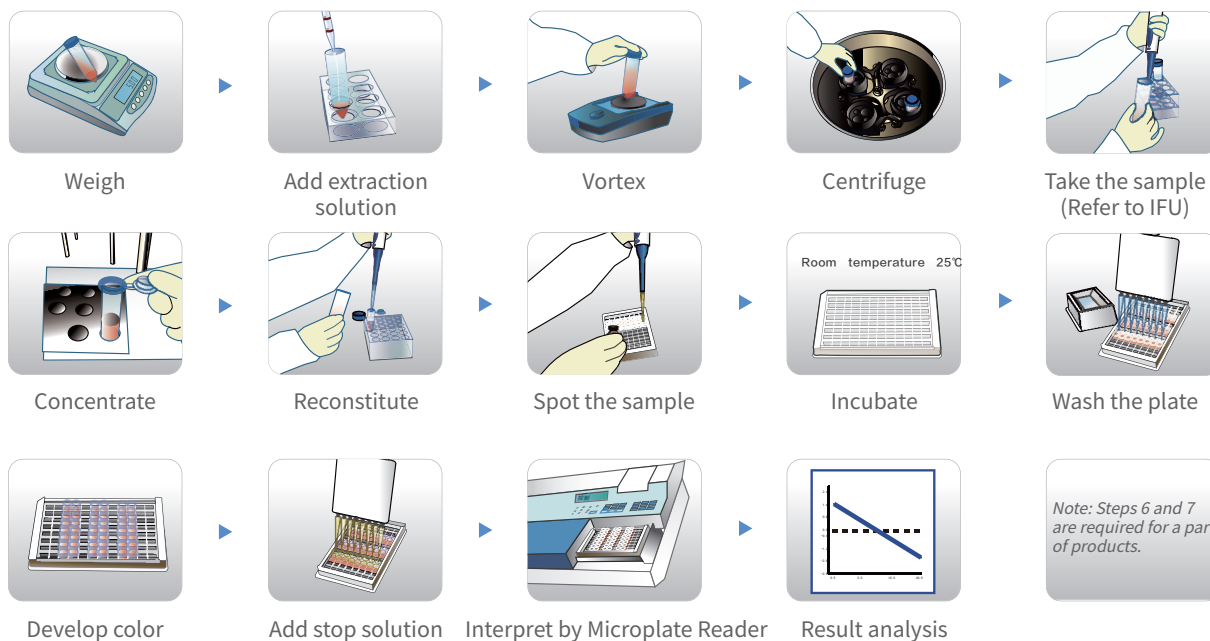 Weigh
Add extraction
solution
Vortex
Centrifuge
Take the sample
(Refer to IFU)
Room temperature 25℃
Concentrate
Reconstitute
Spot the sample
Incubate
Wash the plate
Note: Steps 6 and 7
are required for a par
of products.
Develop color
Add stop solution
Interpret by Microplate Reader
Result analysis